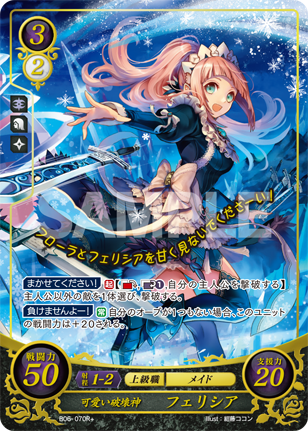 3
2
SAMPLE
フローラとフェリシアを甘く見ないでくださーい!
まかせてください! 起【、1、自分の主人公を撃破する】
主人公以外の敵を1体選び、撃破する。
負けませんよー! 常 自分のオーブが1つもない場合、このユニット
の戦闘力は+20される。
戦闘力 50
射程 1-2 上級職 メイド
支援力 20
可愛い破壊神 フェリシア
B06-070R+
Illust: